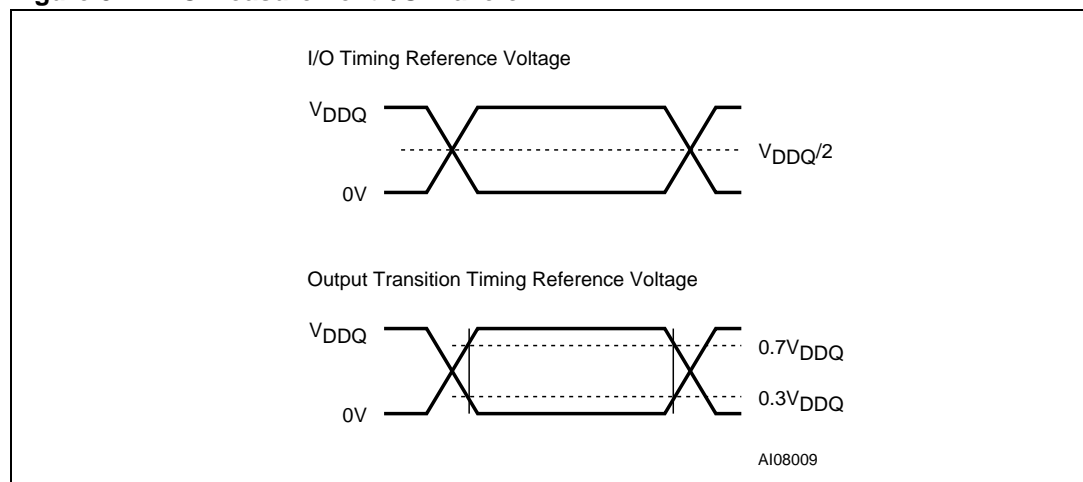 I/O Timing Reference Voltage
VDDQ
VDDQ/2
0V
Output Transition Timing Reference Voltage
VDDQ
0.7VDDQ
0.3VDDQ
0V
AI08009